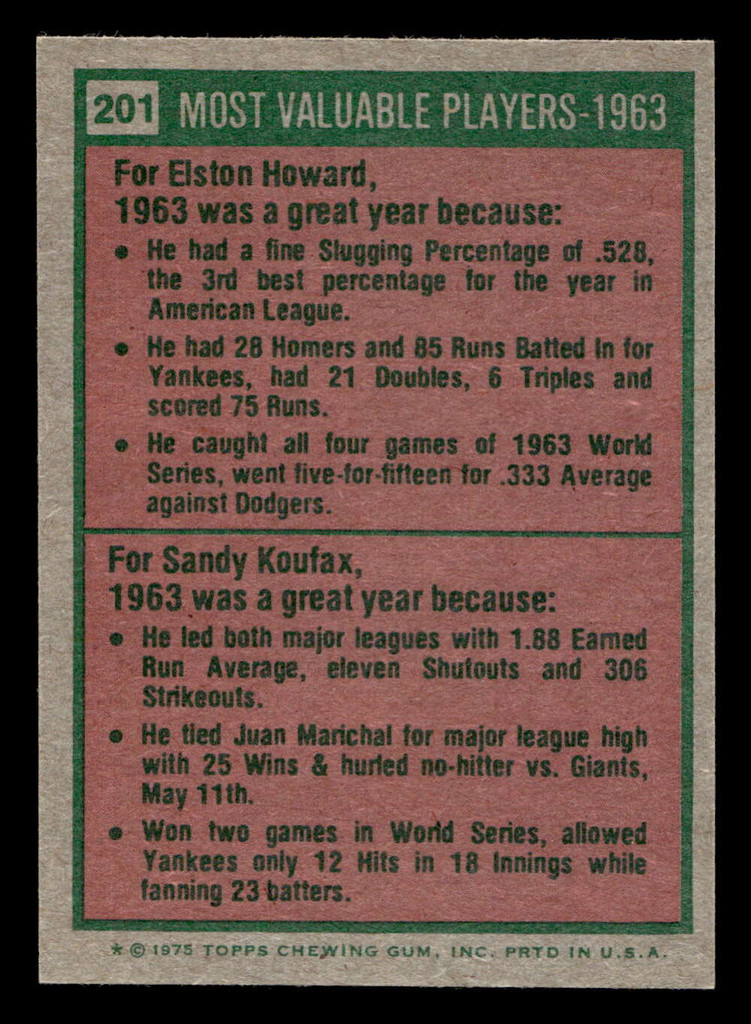 201 MOST VALUABLE PLAYERS-1963
For Elston Howard,
1963 was a great year because:
• He had a fine Slugging Percentage of .528,
the 3rd best percentage for the year in
American League.
• He had 28 Homers and 85 Runs Batted In for
Yankees, had 21 Doubles, 6 Triples and
scored 75 Runs.
• He caught all four games of 1963 World
Series, went five-for-fifteen for .333 Average
against Dodgers.
For Sandy Koufax,
1963 was a great year because:
• He led both major leagues with 1.88 Earned
Run Average, eleven Shutouts and 306
Strikeouts.
• He tied Juan Marichal for major league high
with 25 Wins & hurled no-hitter vs. Giants,
May 11th.
• Won two games in World Series, allowed
Yankees only 12 Hits in 18 Innings while
fanning 23 batters.
* © 1975 TOPPS CHEWING GUM, INC. PRTD IN U.S.A.